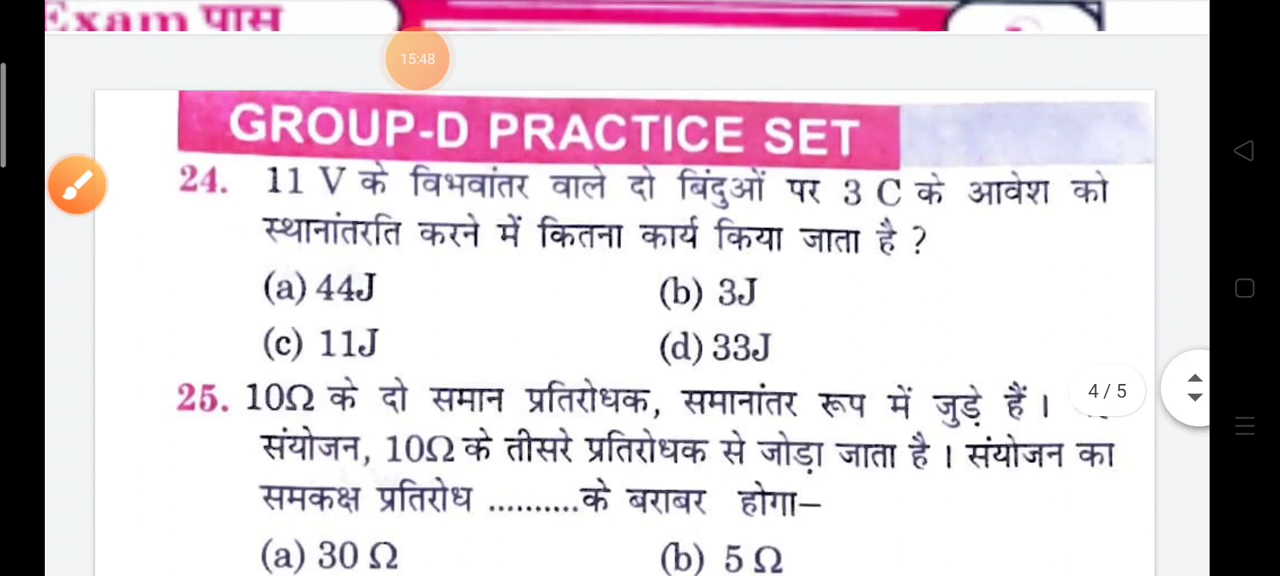 Exam पास
15:48
GROUP-D PRACTICE SET
24. 11 V के विभवांतर वाले दो बिंदुओं पर 3 C के आवेश को
स्थानांतरति करने में कितना कार्य किया जाता है ?
(a) 44J (b) 3J
(c) 11J (d) 33J
25. 10Ω के दो समान प्रतिरोधक, समानांतर रूप में जुड़े हैं ।
4 / 5
संयोजन, 10Ω के तीसरे प्रतिरोधक से जोड़ा जाता है । संयोजन का
समकक्ष प्रतिरोध ..........के बराबर होगा–
(a) 30 Ω (b) 5 Ω